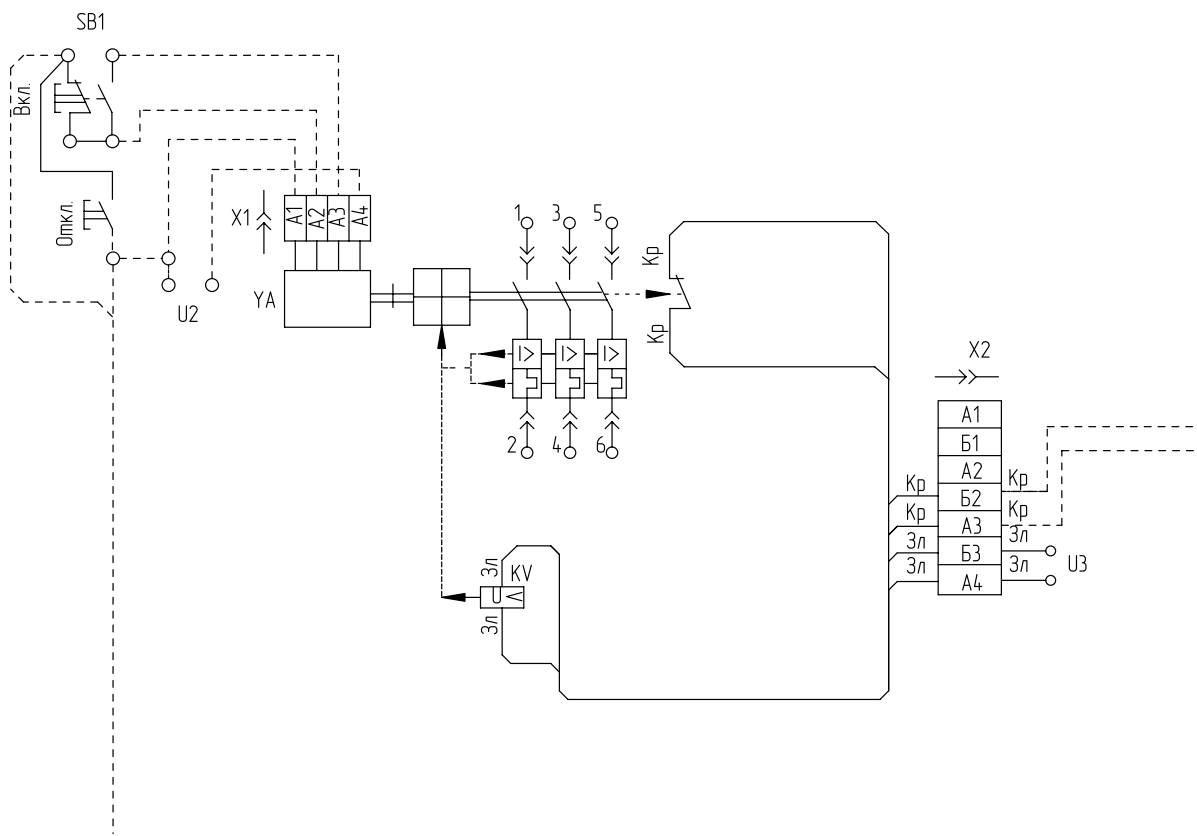 SB1
Вкл.
Откл.
X1
A1 A2 A3 A4
YA
U2
1 3 5
I> I> I>
2 4 6
Кр
Кр
X2
А1
Б1
А2
Кр Б2 Кр
Кр А3 Кр
Зл Б3 Зл
Зл А4 Зл
U3
Зл KV
U <
Зл